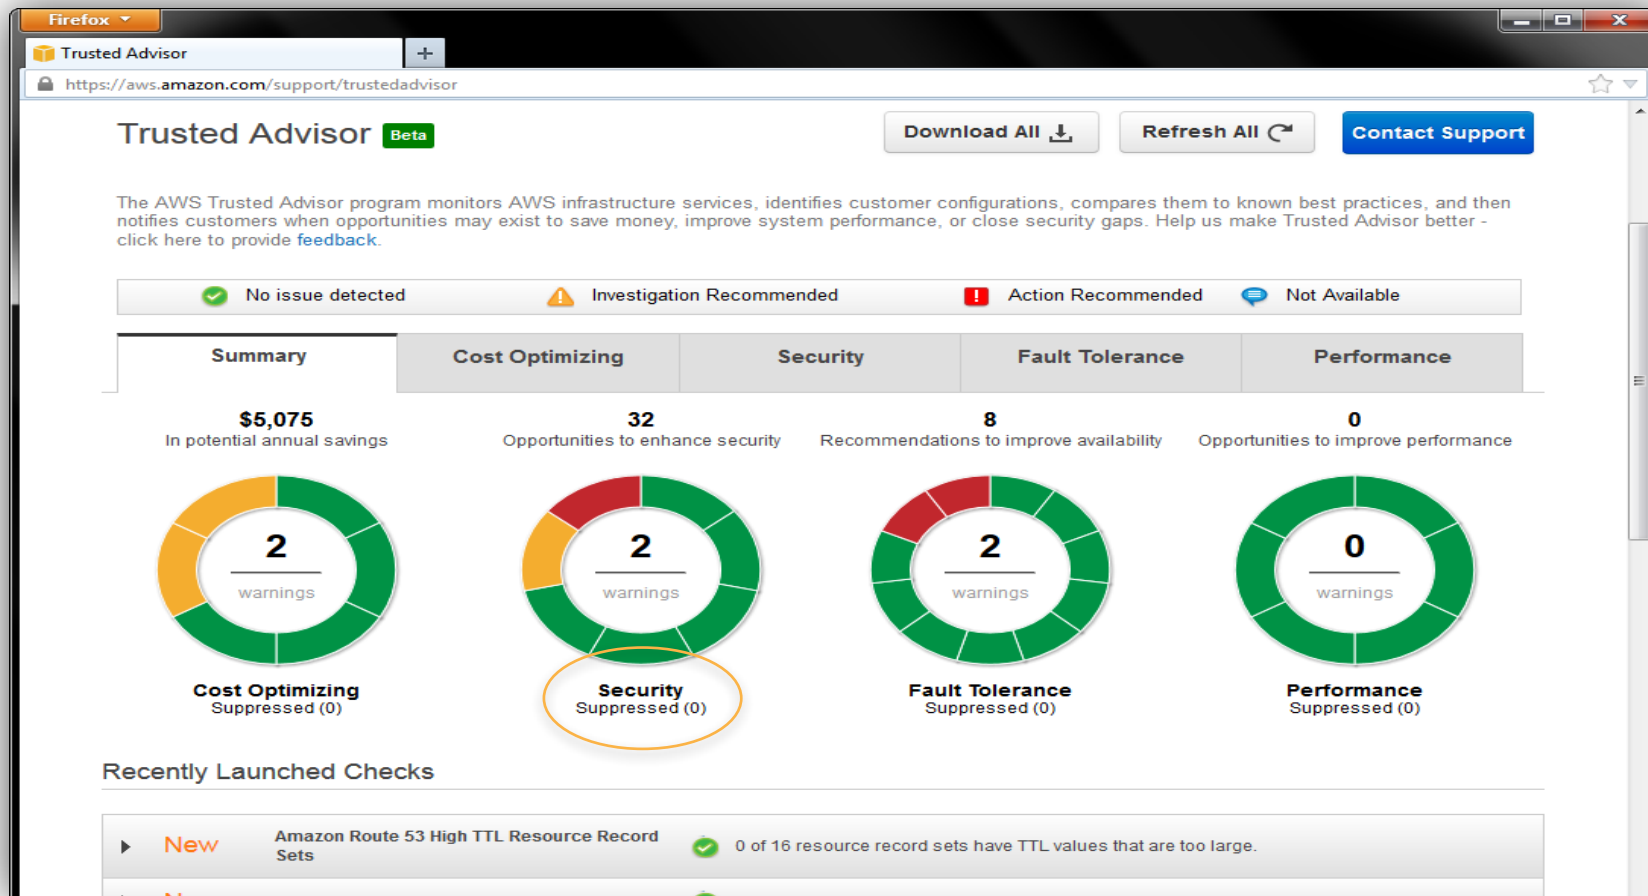 Firefox
Trusted Advisor
https://aws.amazon.com/support/trustedadvisor
Trusted Advisor Beta
Download All
Refresh All
Contact Support
The AWS Trusted Advisor program monitors AWS infrastructure services, identifies customer configurations, compares them to known best practices, and then
notifies customers when opportunities may exist to save money, improve system performance, or close security gaps. Help us make Trusted Advisor better -
click here to provide feedback.
No issue detected
Investigation Recommended
Action Recommended
Not Available
Summary
Cost Optimizing
Security
Fault Tolerance
Performance
$5,075
In potential annual savings
32
Opportunities to enhance security
8
Recommendations to improve availability
0
Opportunities to improve performance
2
warnings
2
warnings
2
warnings
0
warnings
Cost Optimizing
Suppressed (0)
Security
Suppressed (0)
Fault Tolerance
Suppressed (0)
Performance
Suppressed (0)
Recently Launched Checks
New
Amazon Route 53 High TTL Resource Record
Sets
0 of 16 resource record sets have TTL values that are too large.